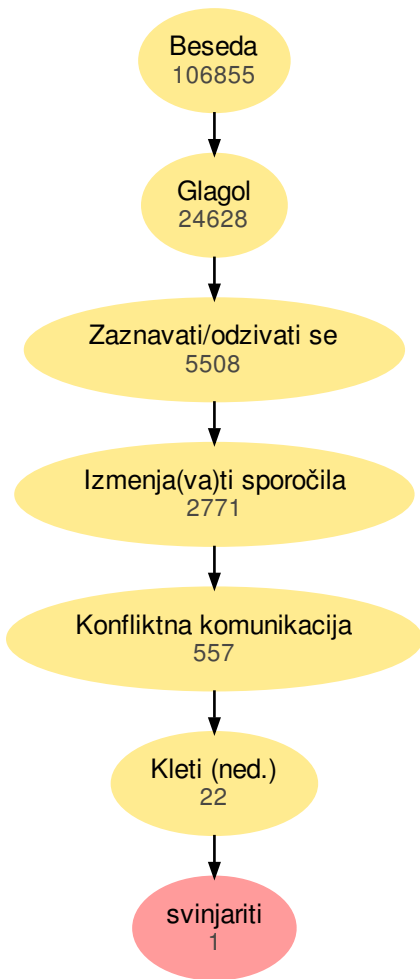 Beseda
106855
Glagol
24628
Zaznavati/odzivati se
5508
Izmenja(va)ti sporočila
2771
Konfliktna komunikacija
557
Kleti (ned.)
22
svinjariti
1